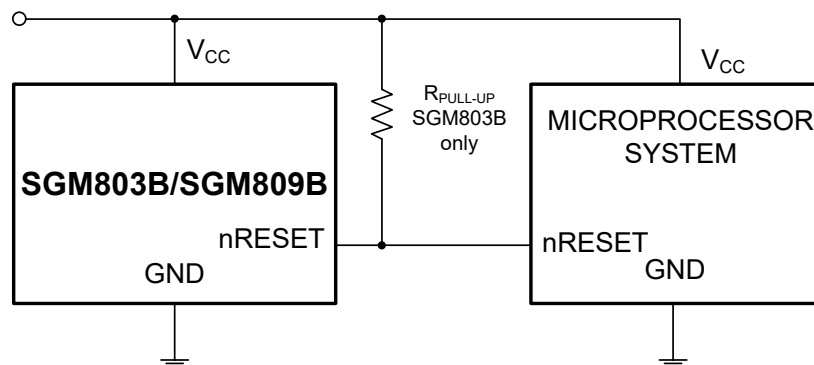 VCC
VCC
RPULL-UP
SGM803B
only
MICROPROCESSOR
SYSTEM
SGM803B/SGM809B
nRESET
nRESET
GND
GND